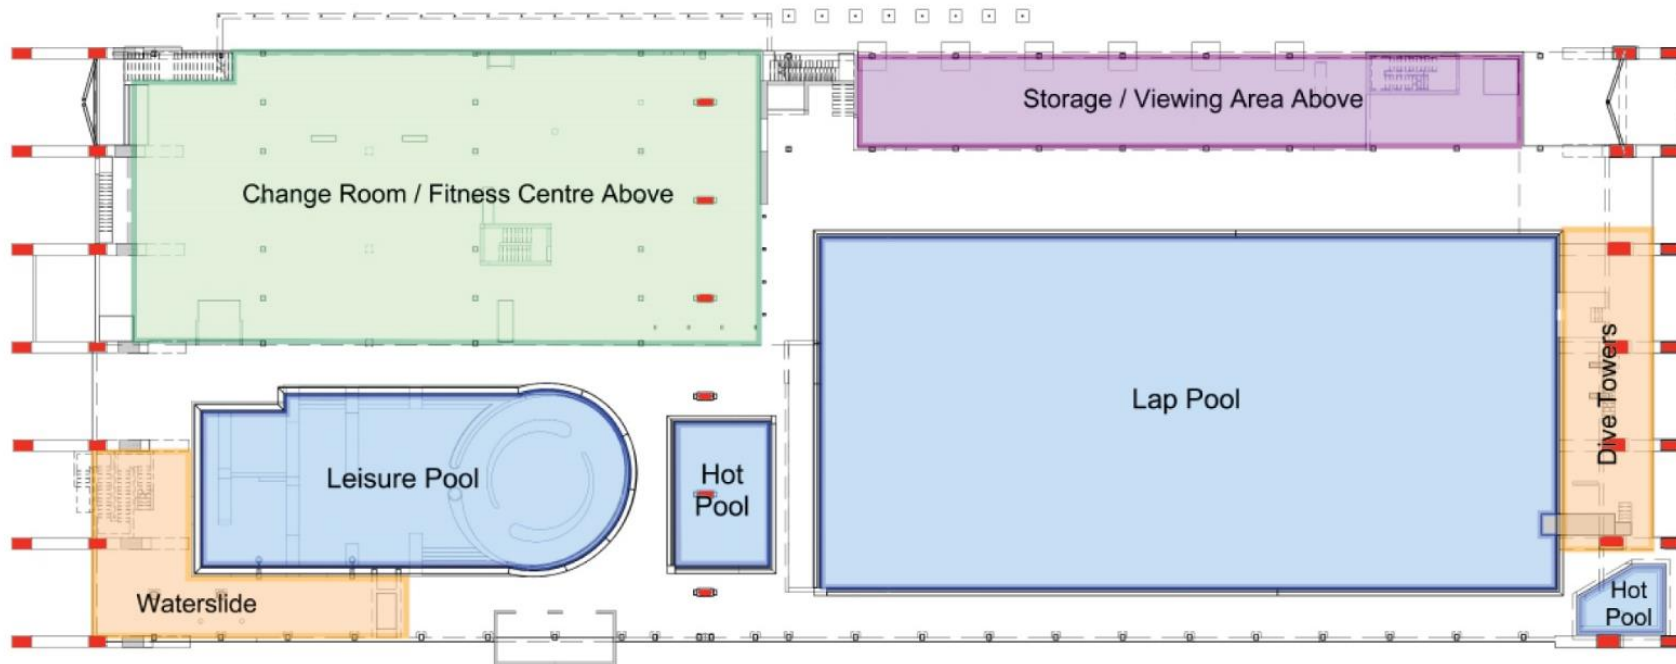 Storage / Viewing Area Above
Change Room / Fitness Centre Above
Lap Pool
Dive Towers
Leisure Pool
Hot
Pool
Waterslide
Hot
Pool